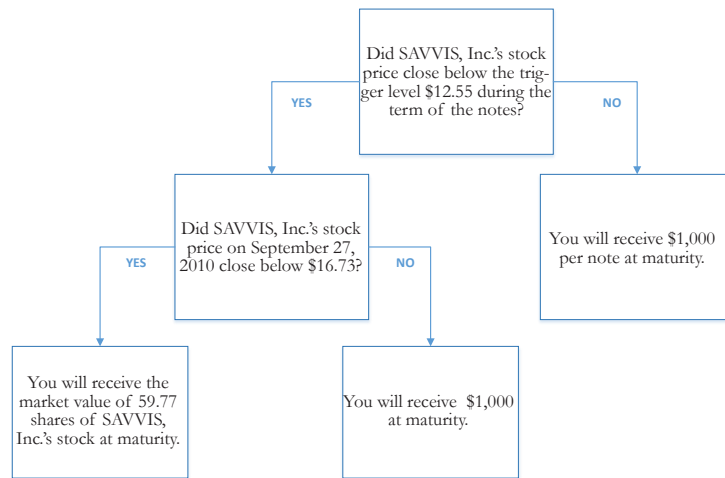 Did SAVVIS, Inc.'s stock
price close below the trig-
ger level $12.55 during the
term of the notes?
YES
NO
Did SAVVIS, Inc.'s stock
price on September 27,
2010 close below $16.73?
You will receive $1,000
per note at maturity.
YES
NO
You will receive the
market value of 59.77
shares of SAVVIS,
Inc.'s stock at maturity.
You will receive $1,000
at maturity.